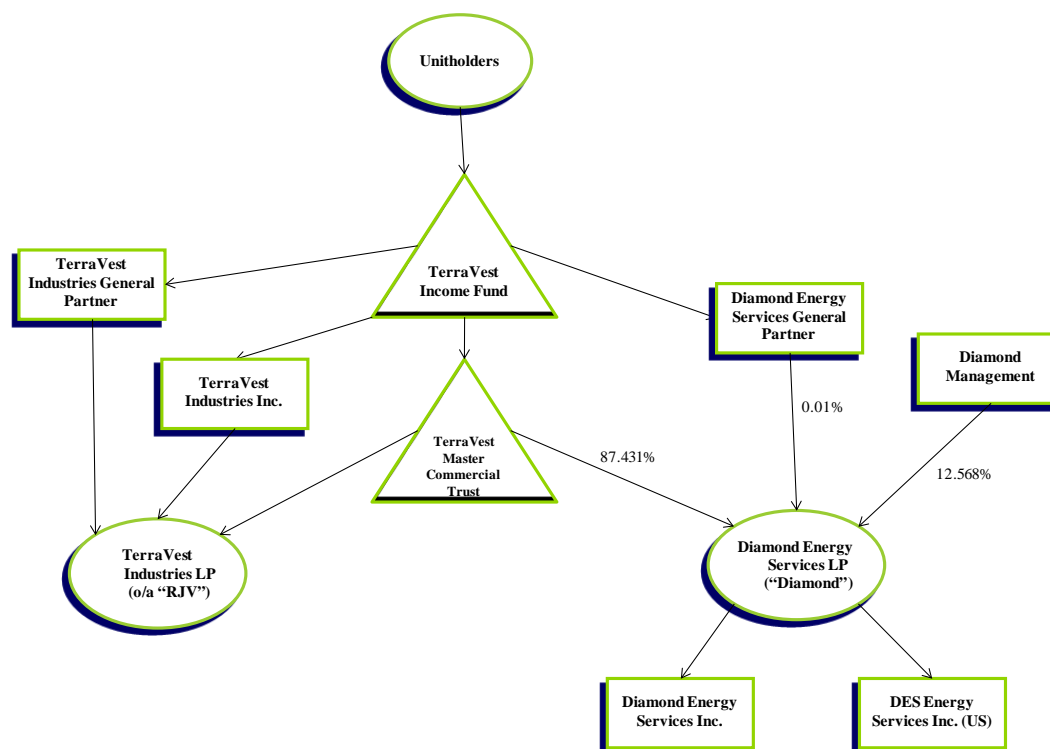 Unitholders
TerraVest
Income Fund
TerraVest
Industries General
Partner
Diamond Energy
Services General
Partner
Diamond
Management
TerraVest
Industries Inc.
0.01%
TerraVest
Master
Commercial
Trust
87.431%
12.568%
TerraVest
Industries LP
(o/a “RJV”)
Diamond Energy
Services LP
(“Diamond”)
Diamond Energy
Services Inc.
DES Energy
Services Inc. (US)